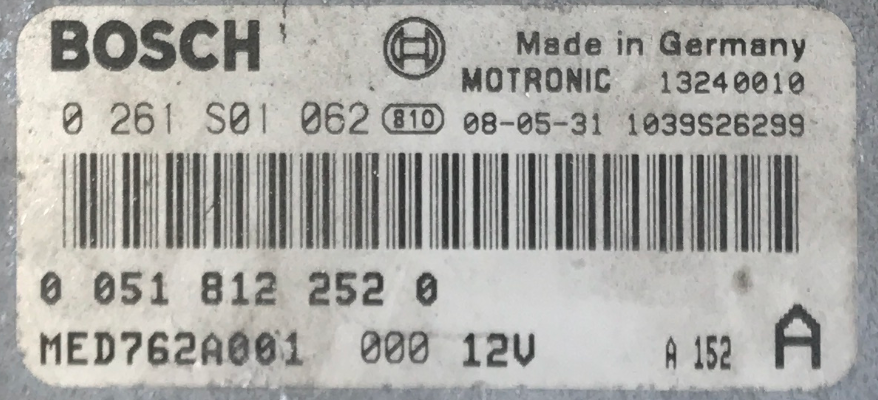 BOSCH Made in Germany
MOTRONIC 13240010
0 261 S01 062 810 08-05-31 1039S26299
0 051 812 252 0
MED762A001 000 12V A 152 A